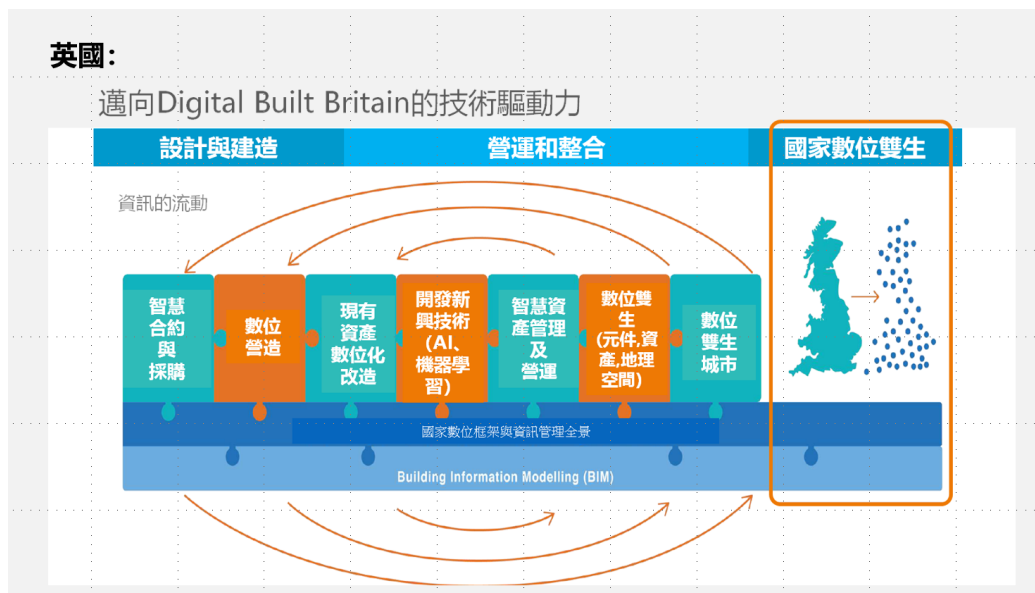 英國：
邁向Digital Built Britain的技術驅動力
設計與建造
營運和整合
國家數位雙生
資訊的流動
智慧
合約
與
採購
數位
營造
現有
資產
數位化
改造
開發新
興技術
(AI、
機器學
習)
智慧資
產管理
及
營運
數位雙
生
(元件,資
產,地理
空間)
數位
雙生
城市
國家數位框架與資訊管理全景
Building Information Modelling (BIM)